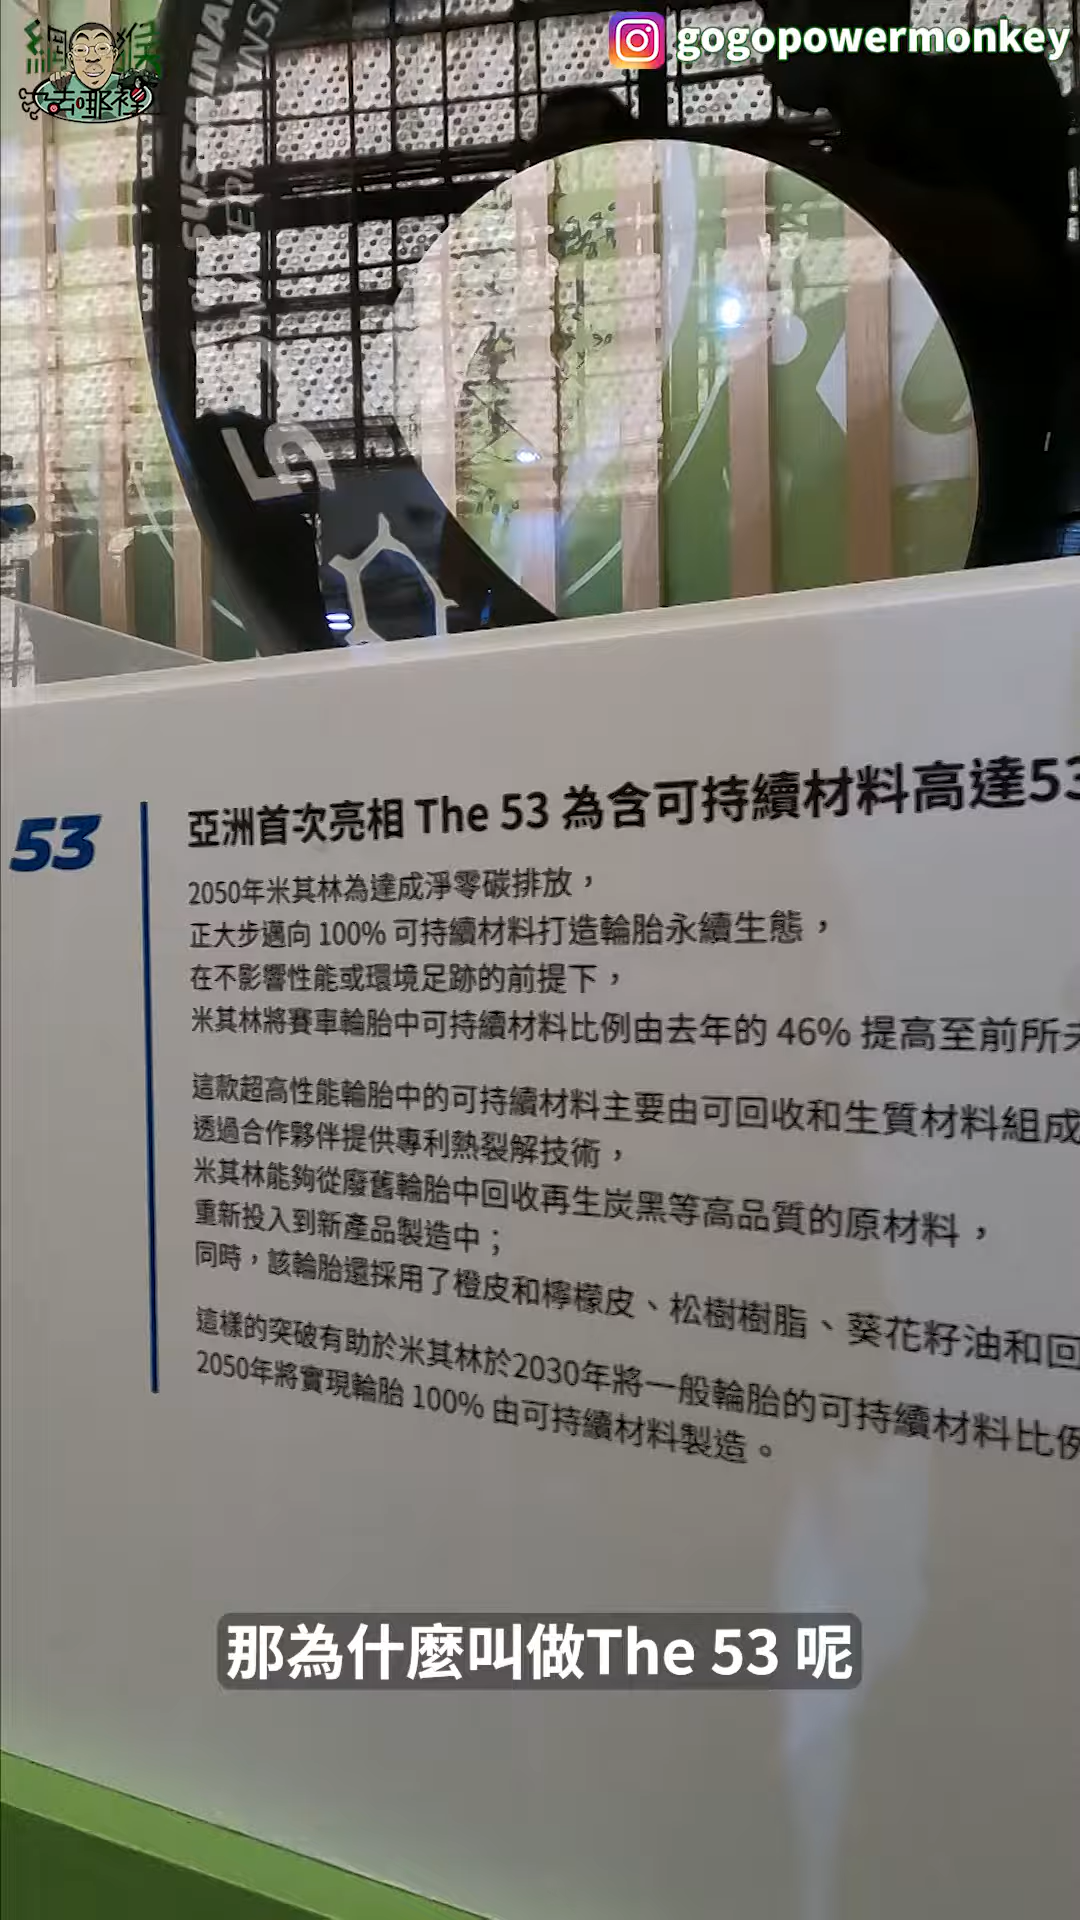 網猴
去哪裡
gogopowermonkey
53
53
亞洲首次亮相 The 53 為含可持續材料高達53
2050年米其林為達成淨零碳排放，
正大步邁向 100% 可持續材料打造輪胎永續生態，
在不影響性能或環境足跡的前提下，
米其林將賽車輪胎中可持續材料比例由去年的 46% 提高至前所未
這款超高性能輪胎中的可持續材料主要由可回收和生質材料組成
透過合作夥伴提供專利熱裂解技術，
米其林能夠從廢舊輪胎中回收再生炭黑等高品質的原材料，
重新投入到新產品製造中；
同時，該輪胎還採用了橙皮和檸檬皮、松樹樹脂、葵花籽油和回
這樣的突破有助於米其林於2030年將一般輪胎的可持續材料比例
2050年將實現輪胎 100% 由可持續材料製造。
那為什麼叫做The 53 呢